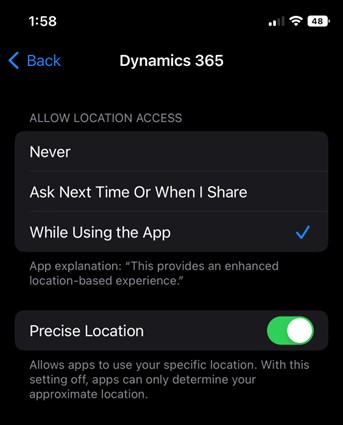 1:58
48
Back
Dynamics 365
ALLOW LOCATION ACCESS
Never
Ask Next Time Or When I Share
While Using the App
App explanation: “This provides an enhanced
location-based experience.”
Precise Location
Allows apps to use your specific location. With this
setting off, apps can only determine your
approximate location.